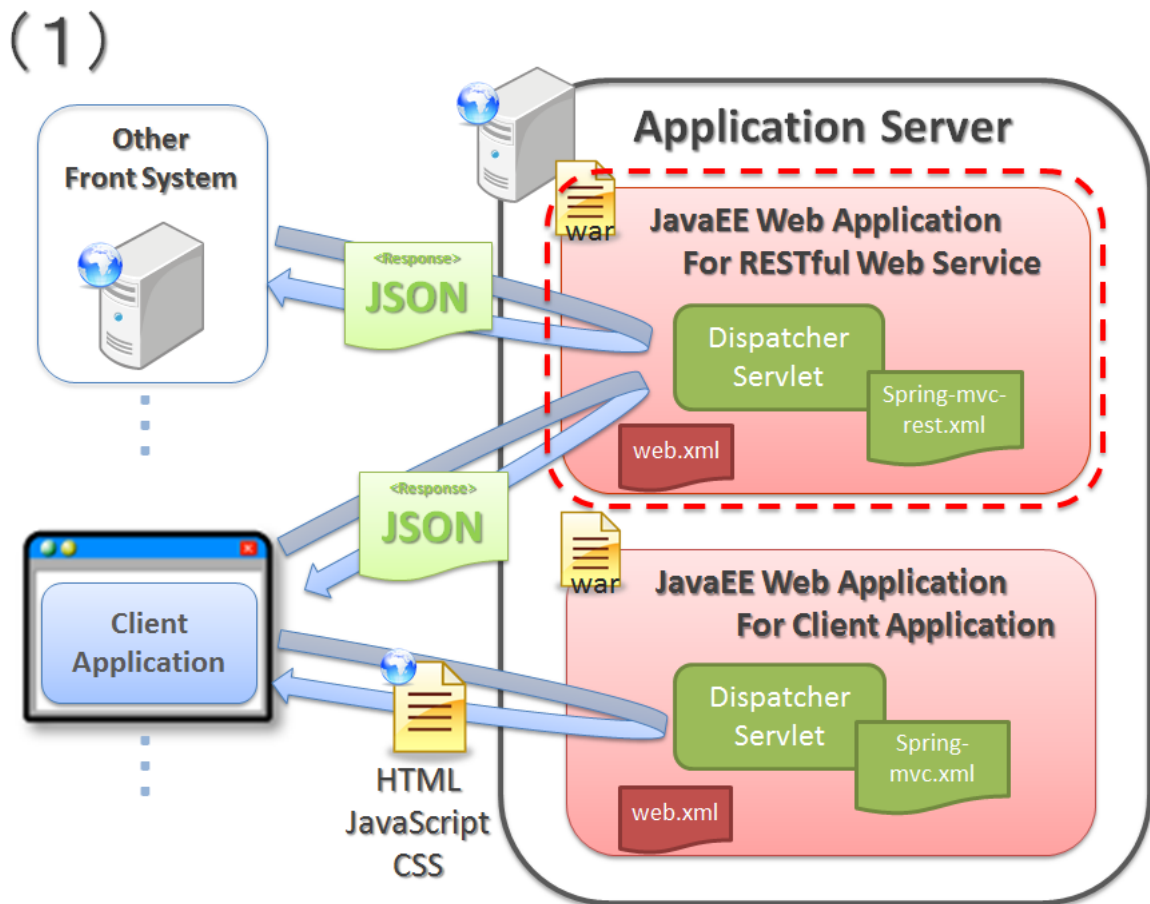 (1)
Application Server
Other
Front System
war
JavaEE Web Application
For RESTful Web Service
<Response>
JSON
Dispatcher
Servlet
Spring-mvc-
rest.xml
web.xml
<Response>
JSON
war
JavaEE Web Application
For Client Application
Client
Application
Dispatcher
Servlet
Spring-
mvc.xml
web.xml
HTML
JavaScript
CSS